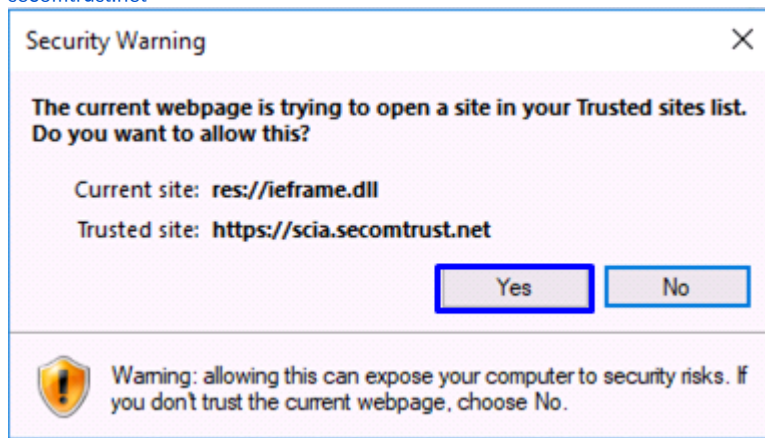 secomtrust.net
Security Warning
The current webpage is trying to open a site in your Trusted sites list.
Do you want to allow this?
Current site: res://ieframe.dll
Trusted site: https://scia.secomtrust.net
Yes No
Warning: allowing this can expose your computer to security risks. If
you don't trust the current webpage, choose No.